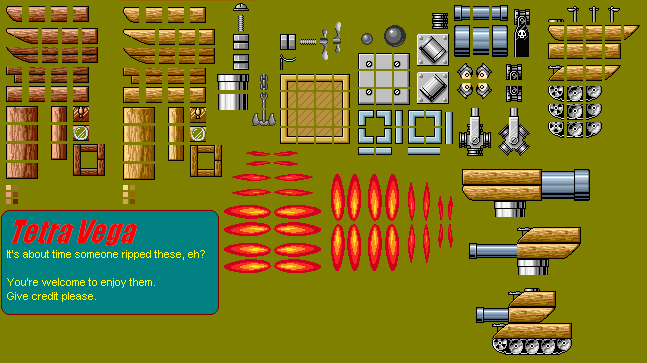 Tetra Vega
It's about time someone ripped these, eh?
You're welcome to enjoy them.
Give credit please.